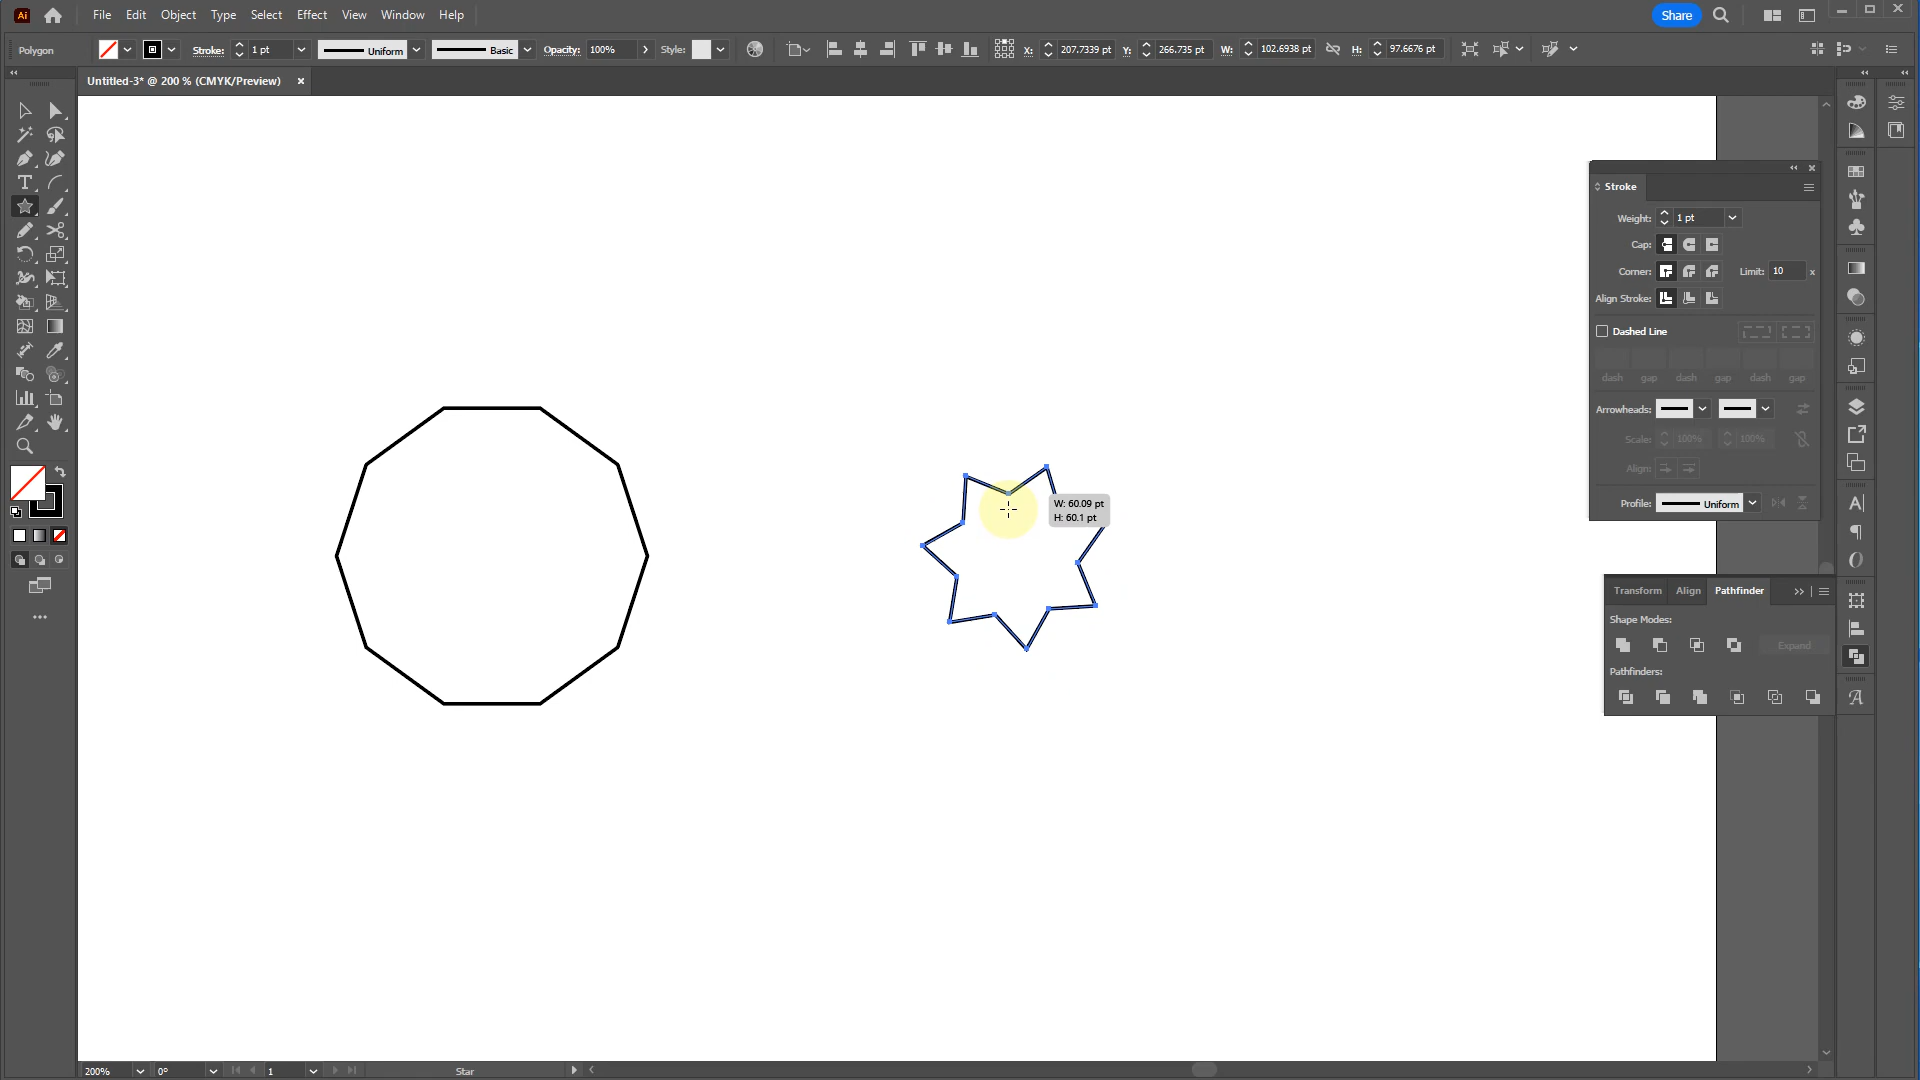 Ai File Edit Object Type Select Effect View Window Help Share
Polygon Stroke: 1 pt Uniform Basic Opacity: 100% Style: X: 207.7339 pt Y: 266.735 pt W: 102.6938 pt H: 97.6676 pt
Untitled-3* @ 200 % (CMYK/Preview)
Stroke
Weight: 1 pt
Cap:
Corner: Limit: 10 x
Align Stroke:
Dashed Line
dash gap dash gap dash gap
Arrowheads:
Scale: 100% 100%
Align:
Profile: Uniform
W: 60.09 pt
H: 60.1 pt
Transform Align Pathfinder
Shape Modes:
Expand
Pathfinders:
200% 0° 1 Star